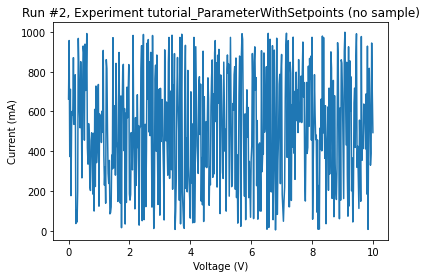 Run #2, Experiment tutorial_ParameterWithSetpoints (no sample)
1000
800
600
400
200
0
Current (mA)
0 2 4 6 8 10
Voltage (V)